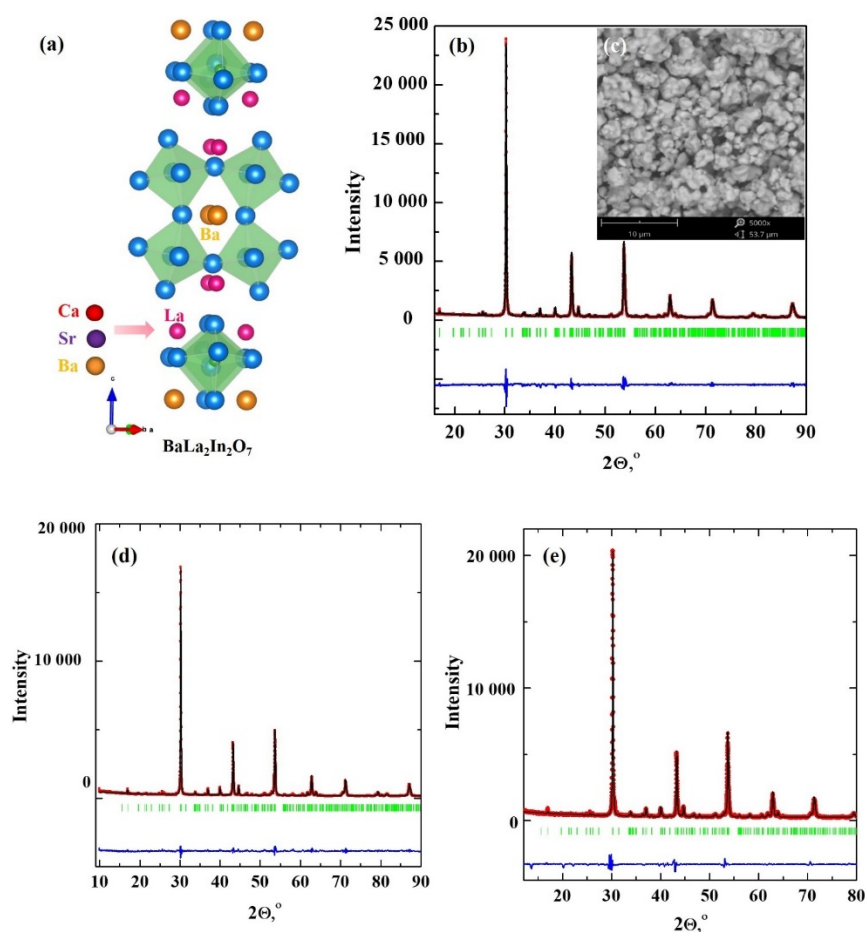 (a)
Ba
Ca
Sr
Ba
La
c
b a
BaLa₂In₂O₇
(b)
(c)
25 000
20 000
15 000
10 000
5 000
0
Intensity
10 µm
5000x
53.7 µm
20 30 40 50 60 70 80 90
2Θ,°
(d)
20 000
10 000
0
Intensity
10 20 30 40 50 60 70 80 90
2Θ,°
(e)
20 000
10 000
0
Intensity
20 30 40 50 60 70 80
2Θ,°